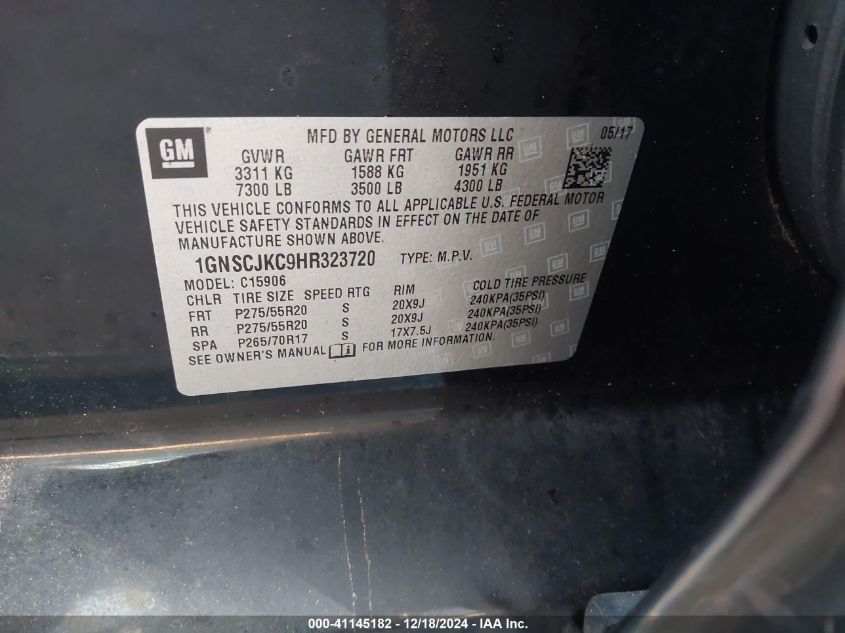 GM
MFD BY GENERAL MOTORS LLC 05/17
GVWR GAWR FRT GAWR RR
3311 KG 1588 KG 1951 KG
7300 LB 3500 LB 4300 LB
THIS VEHICLE CONFORMS TO ALL APPLICABLE U.S. FEDERAL MOTOR
VEHICLE SAFETY STANDARDS IN EFFECT ON THE DATE OF
MANUFACTURE SHOWN ABOVE.
1GNSCJKC9HR323720 TYPE: M.P.V.
MODEL: C15906
CHLR TIRE SIZE SPEED RTG RIM COLD TIRE PRESSURE
FRT P275/55R20 S 20X9J 240KPA(35PSI)
RR P275/55R20 S 20X9J 240KPA(35PSI)
SPA P265/70R17 S 17X7.5J 240KPA(35PSI)
SEE OWNER'S MANUAL i FOR MORE INFORMATION.
000-41145182 - 12/18/2024 - IAA Inc.